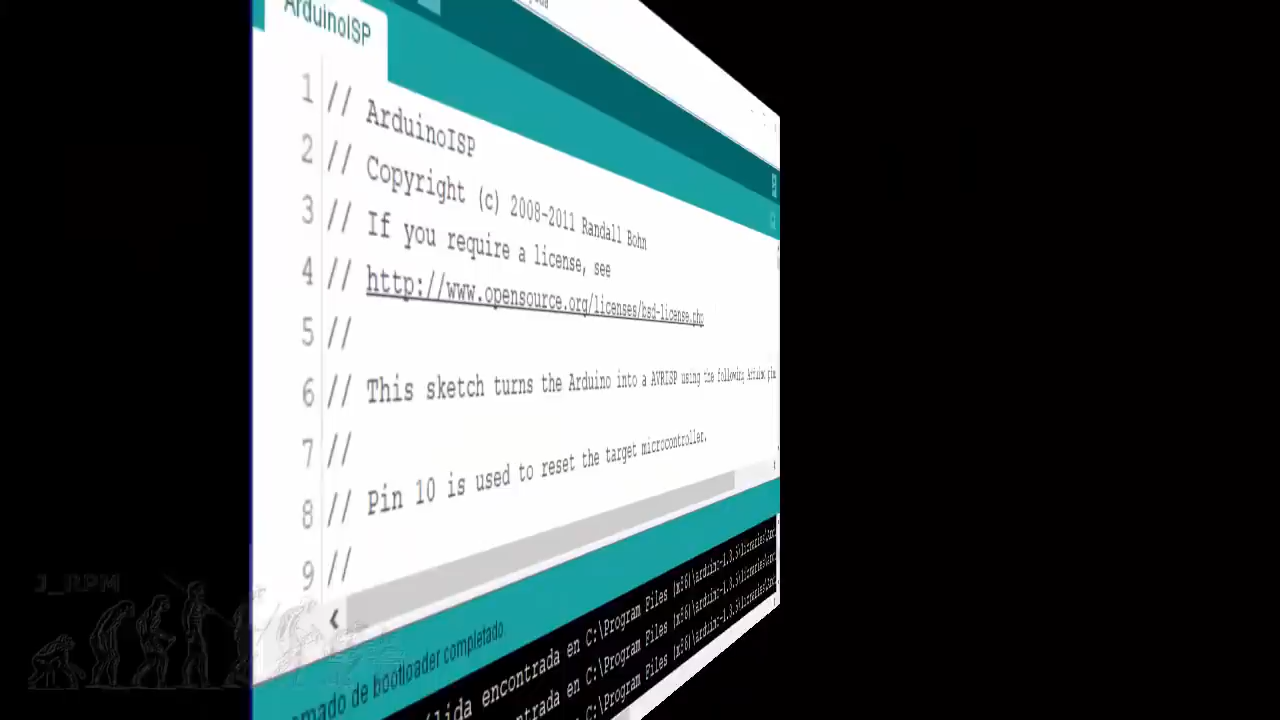 ArduinoISP
1 // ArduinoISP
2 // Copyright (c) 2008-2011 Randall Bohn
3 // If you require a license, see
4 // http://www.opensource.org/licenses/bsd-license.php
5 //
6 // This sketch turns the Arduino into a AVRISP using the following Arduino pin
7 //
8 // Pin 10 is used to reset the target microcontroller.
9 //
de bootloader completado.
encontrada en C:\Program Files (x86)\arduino-1.8.5\libraries\
encontrada en C:\Program Files (x86)\arduino-1.8.5\libraries\
en C:\Program Files (x86)\arduino-1.8.5\libraries\
J_RPM